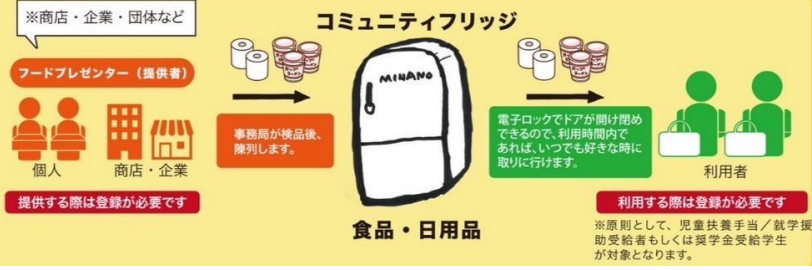 ※商店・企業・団体など
コミュニティフリッジ
フードプレゼンター（提供者）
個人
商店・企業
提供する際は登録が必要です
事務局が検品後、
陳列します。
MINANO
食品・日用品
電子ロックでドアが開け閉め
できるので、利用時間内で
あれば、いつでも好きな時に
取りに行けます。
利用者
利用する際は登録が必要です
※原則として、児童扶養手当／就学援
助受給者もしくは奨学金受給学生
が対象となります。